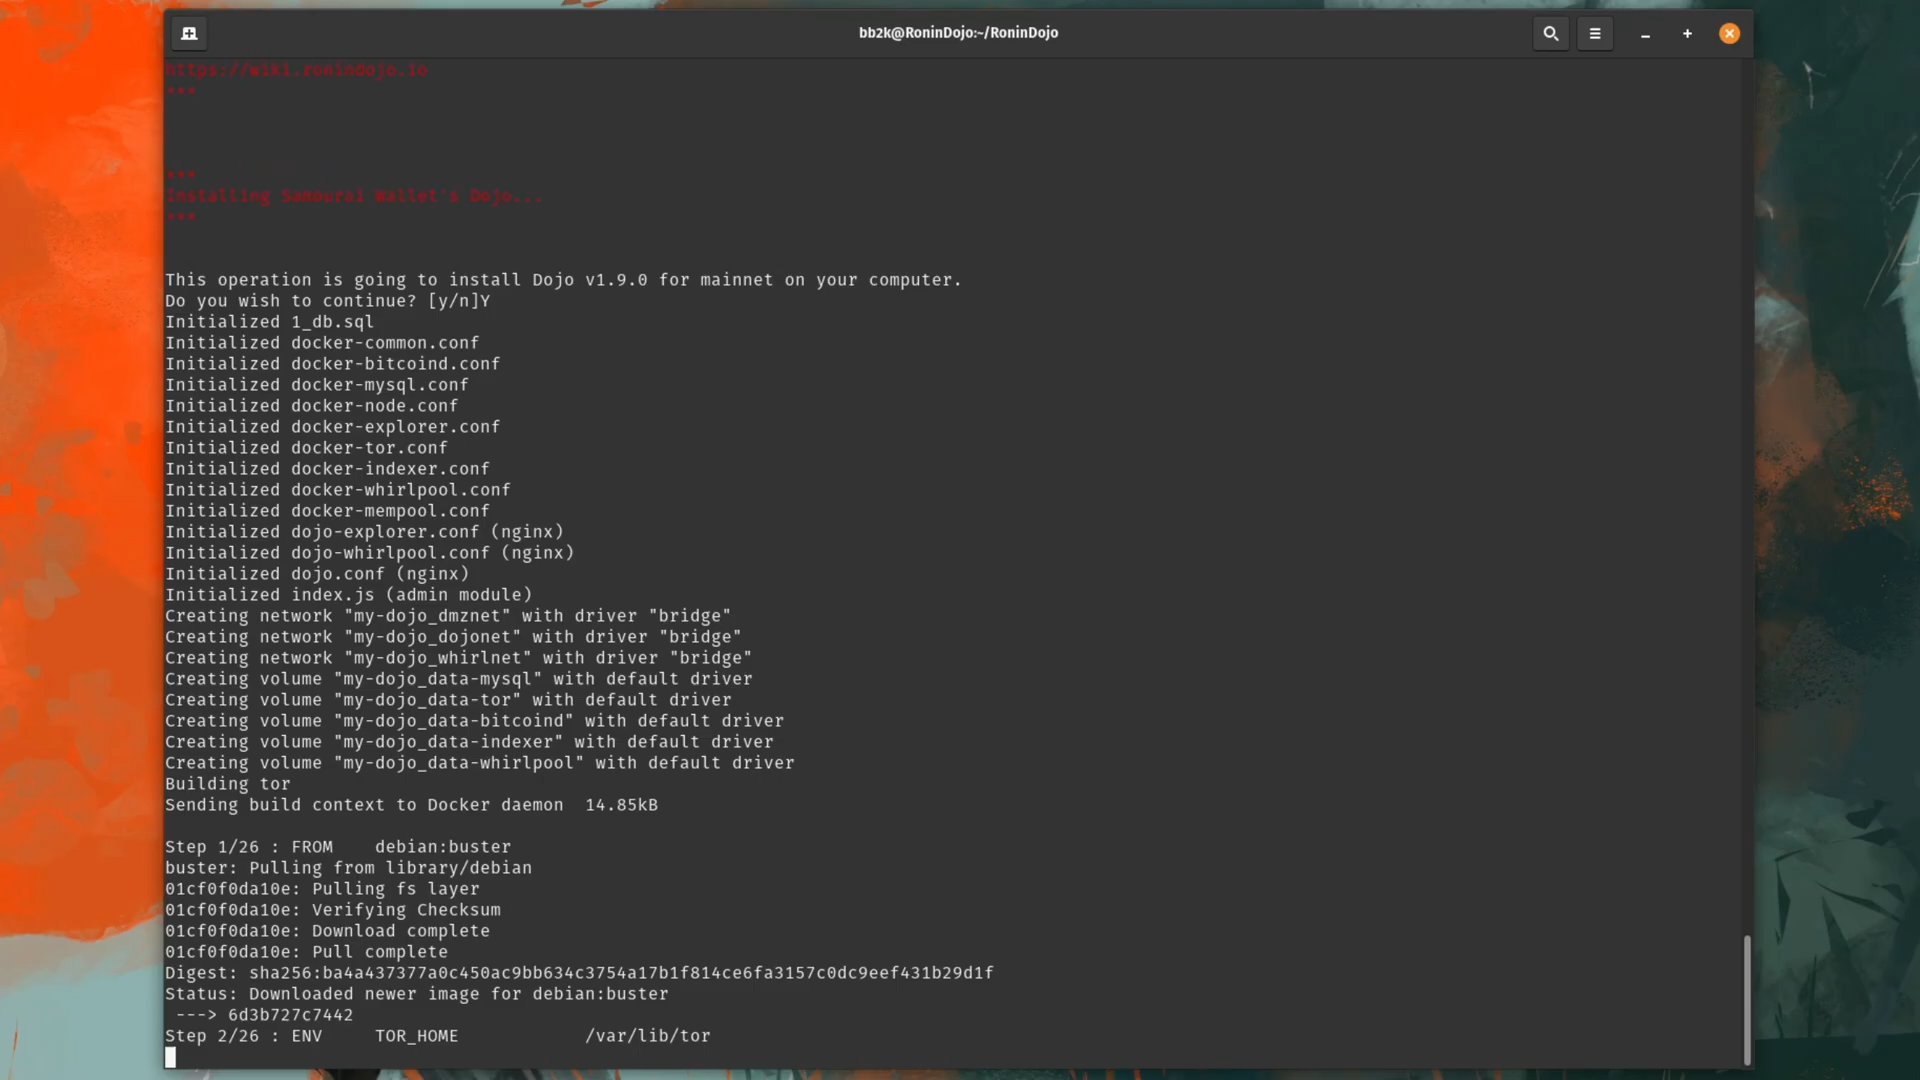 bb2k@RoninDojo:~/RoninDojo
https://wiki.ronindojo.io
***
***
Installing Samourai Wallet's Dojo...
***
This operation is going to install Dojo v1.9.0 for mainnet on your computer.
Do you wish to continue? [y/n]Y
Initialized 1_db.sql
Initialized docker-common.conf
Initialized docker-bitcoind.conf
Initialized docker-mysql.conf
Initialized docker-node.conf
Initialized docker-explorer.conf
Initialized docker-tor.conf
Initialized docker-indexer.conf
Initialized docker-whirlpool.conf
Initialized docker-mempool.conf
Initialized dojo-explorer.conf (nginx)
Initialized dojo-whirlpool.conf (nginx)
Initialized dojo.conf (nginx)
Initialized index.js (admin module)
Creating network "my-dojo_dmznet" with driver "bridge"
Creating network "my-dojo_dojonet" with driver "bridge"
Creating network "my-dojo_whirlnet" with driver "bridge"
Creating volume "my-dojo_data-mysql" with default driver
Creating volume "my-dojo_data-tor" with default driver
Creating volume "my-dojo_data-bitcoind" with default driver
Creating volume "my-dojo_data-indexer" with default driver
Creating volume "my-dojo_data-whirlpool" with default driver
Building tor
Sending build context to Docker daemon  14.85kB
Step 1/26 : FROM    debian:buster
buster: Pulling from library/debian
01cf0f0da10e: Pulling fs layer
01cf0f0da10e: Verifying Checksum
01cf0f0da10e: Download complete
01cf0f0da10e: Pull complete
Digest: sha256:ba4a437377a0c450ac9bb634c3754a17b1f814ce6fa3157c0dc9eef431b29d1f
Status: Downloaded newer image for debian:buster
 ---> 6d3b727c7442
Step 2/26 : ENV     TOR_HOME            /var/lib/tor